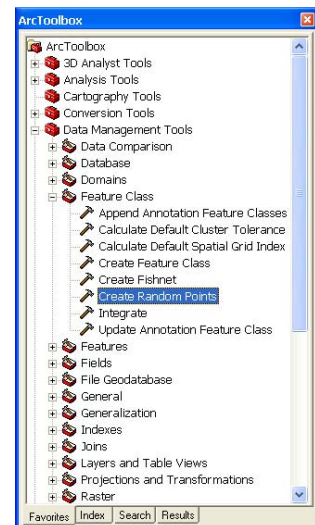 ArcToolbox
ArcToolbox
3D Analyst Tools
Analysis Tools
Cartography Tools
Conversion Tools
Data Management Tools
Data Comparison
Database
Domains
Feature Class
Append Annotation Feature Classes
Calculate Default Cluster Tolerance
Calculate Default Spatial Grid Index
Create Feature Class
Create Fishnet
Create Random Points
Integrate
Update Annotation Feature Class
Features
Fields
File Geodatabase
General
Generalization
Indexes
Joins
Layers and Table Views
Projections and Transformations
Raster
Favorites Index Search Results